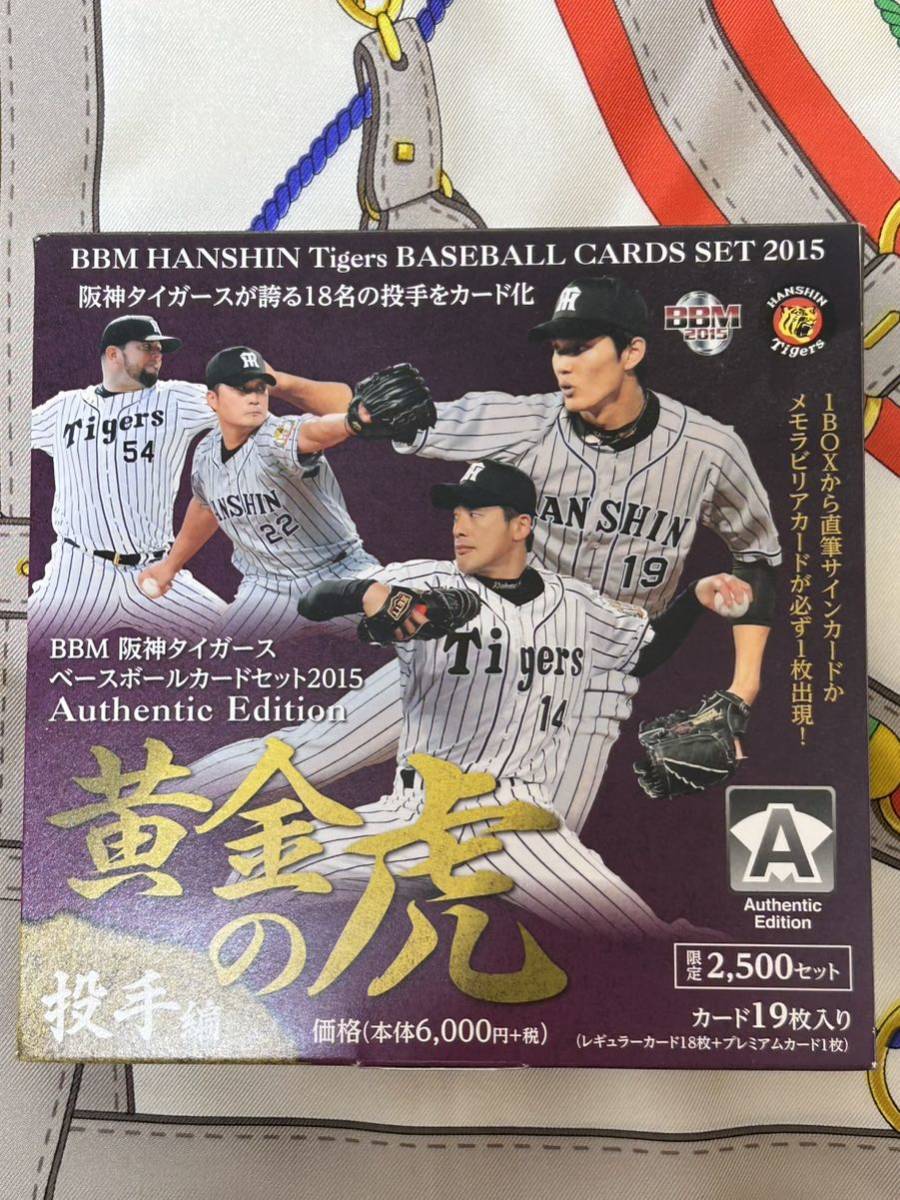 BBM HANSHIN Tigers BASEBALL CARDS SET 2015
阪神タイガースが誇る18名の投手をカード化
BBM
2015
HANSHIN
Tigers
1BOXから直筆サインカードか
メモラビリアカードが必ず1枚出現!
Tigers
54
HANSHIN
22
HANSHIN
19
Tigers
14
BBM 阪神タイガース
ベースボールカードセット2015
Authentic Edition
黄金の虎
投手編
A
Authentic
Edition
限定 2,500セット
カード19枚入り
(レギュラーカード18枚+プレミアムカード1枚)
価格(本体6,000円+税)